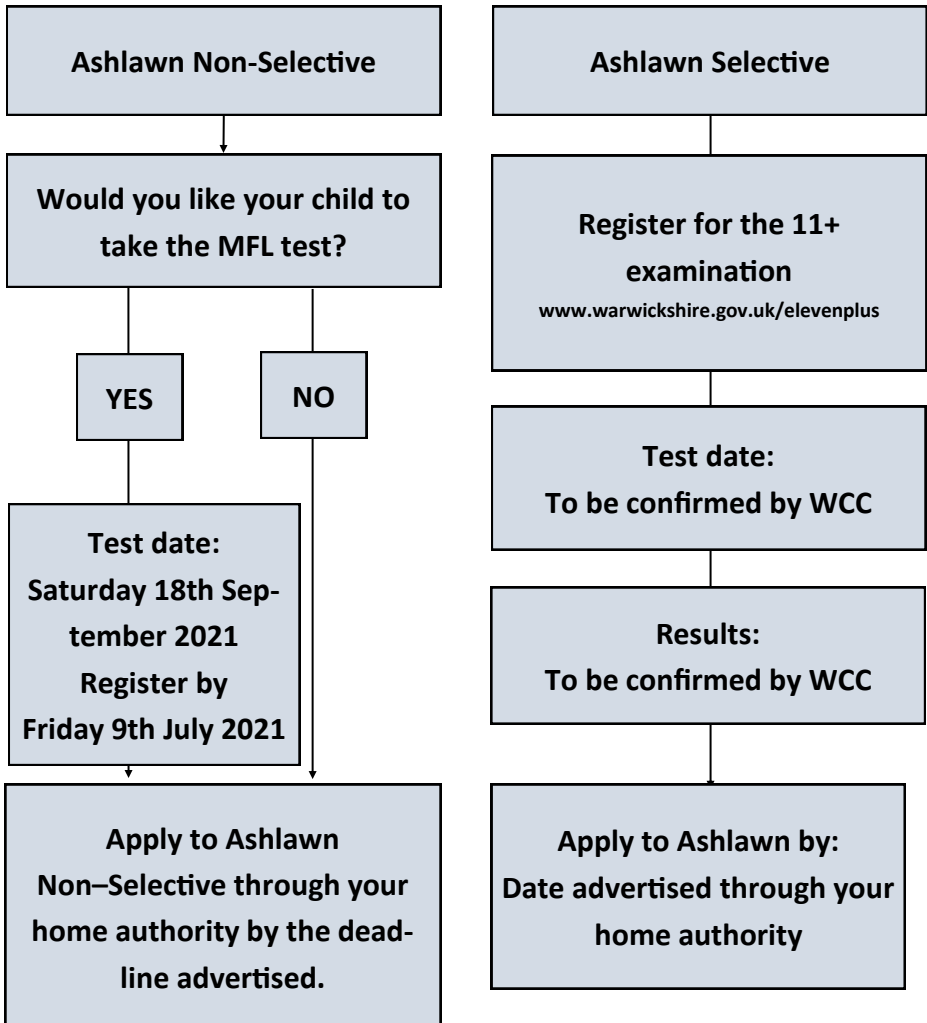 Ashlawn Non-Selective
Would you like your child to
take the MFL test?
YES
NO
Test date:
Saturday 18th Sep-
tember 2021
Register by
Friday 9th July 2021
Apply to Ashlawn
Non–Selective through your
home authority by the dead-
line advertised.
Ashlawn Selective
Register for the 11+
examination
www.warwickshire.gov.uk/elevenplus
Test date:
To be confirmed by WCC
Results:
To be confirmed by WCC
Apply to Ashlawn by:
Date advertised through your
home authority